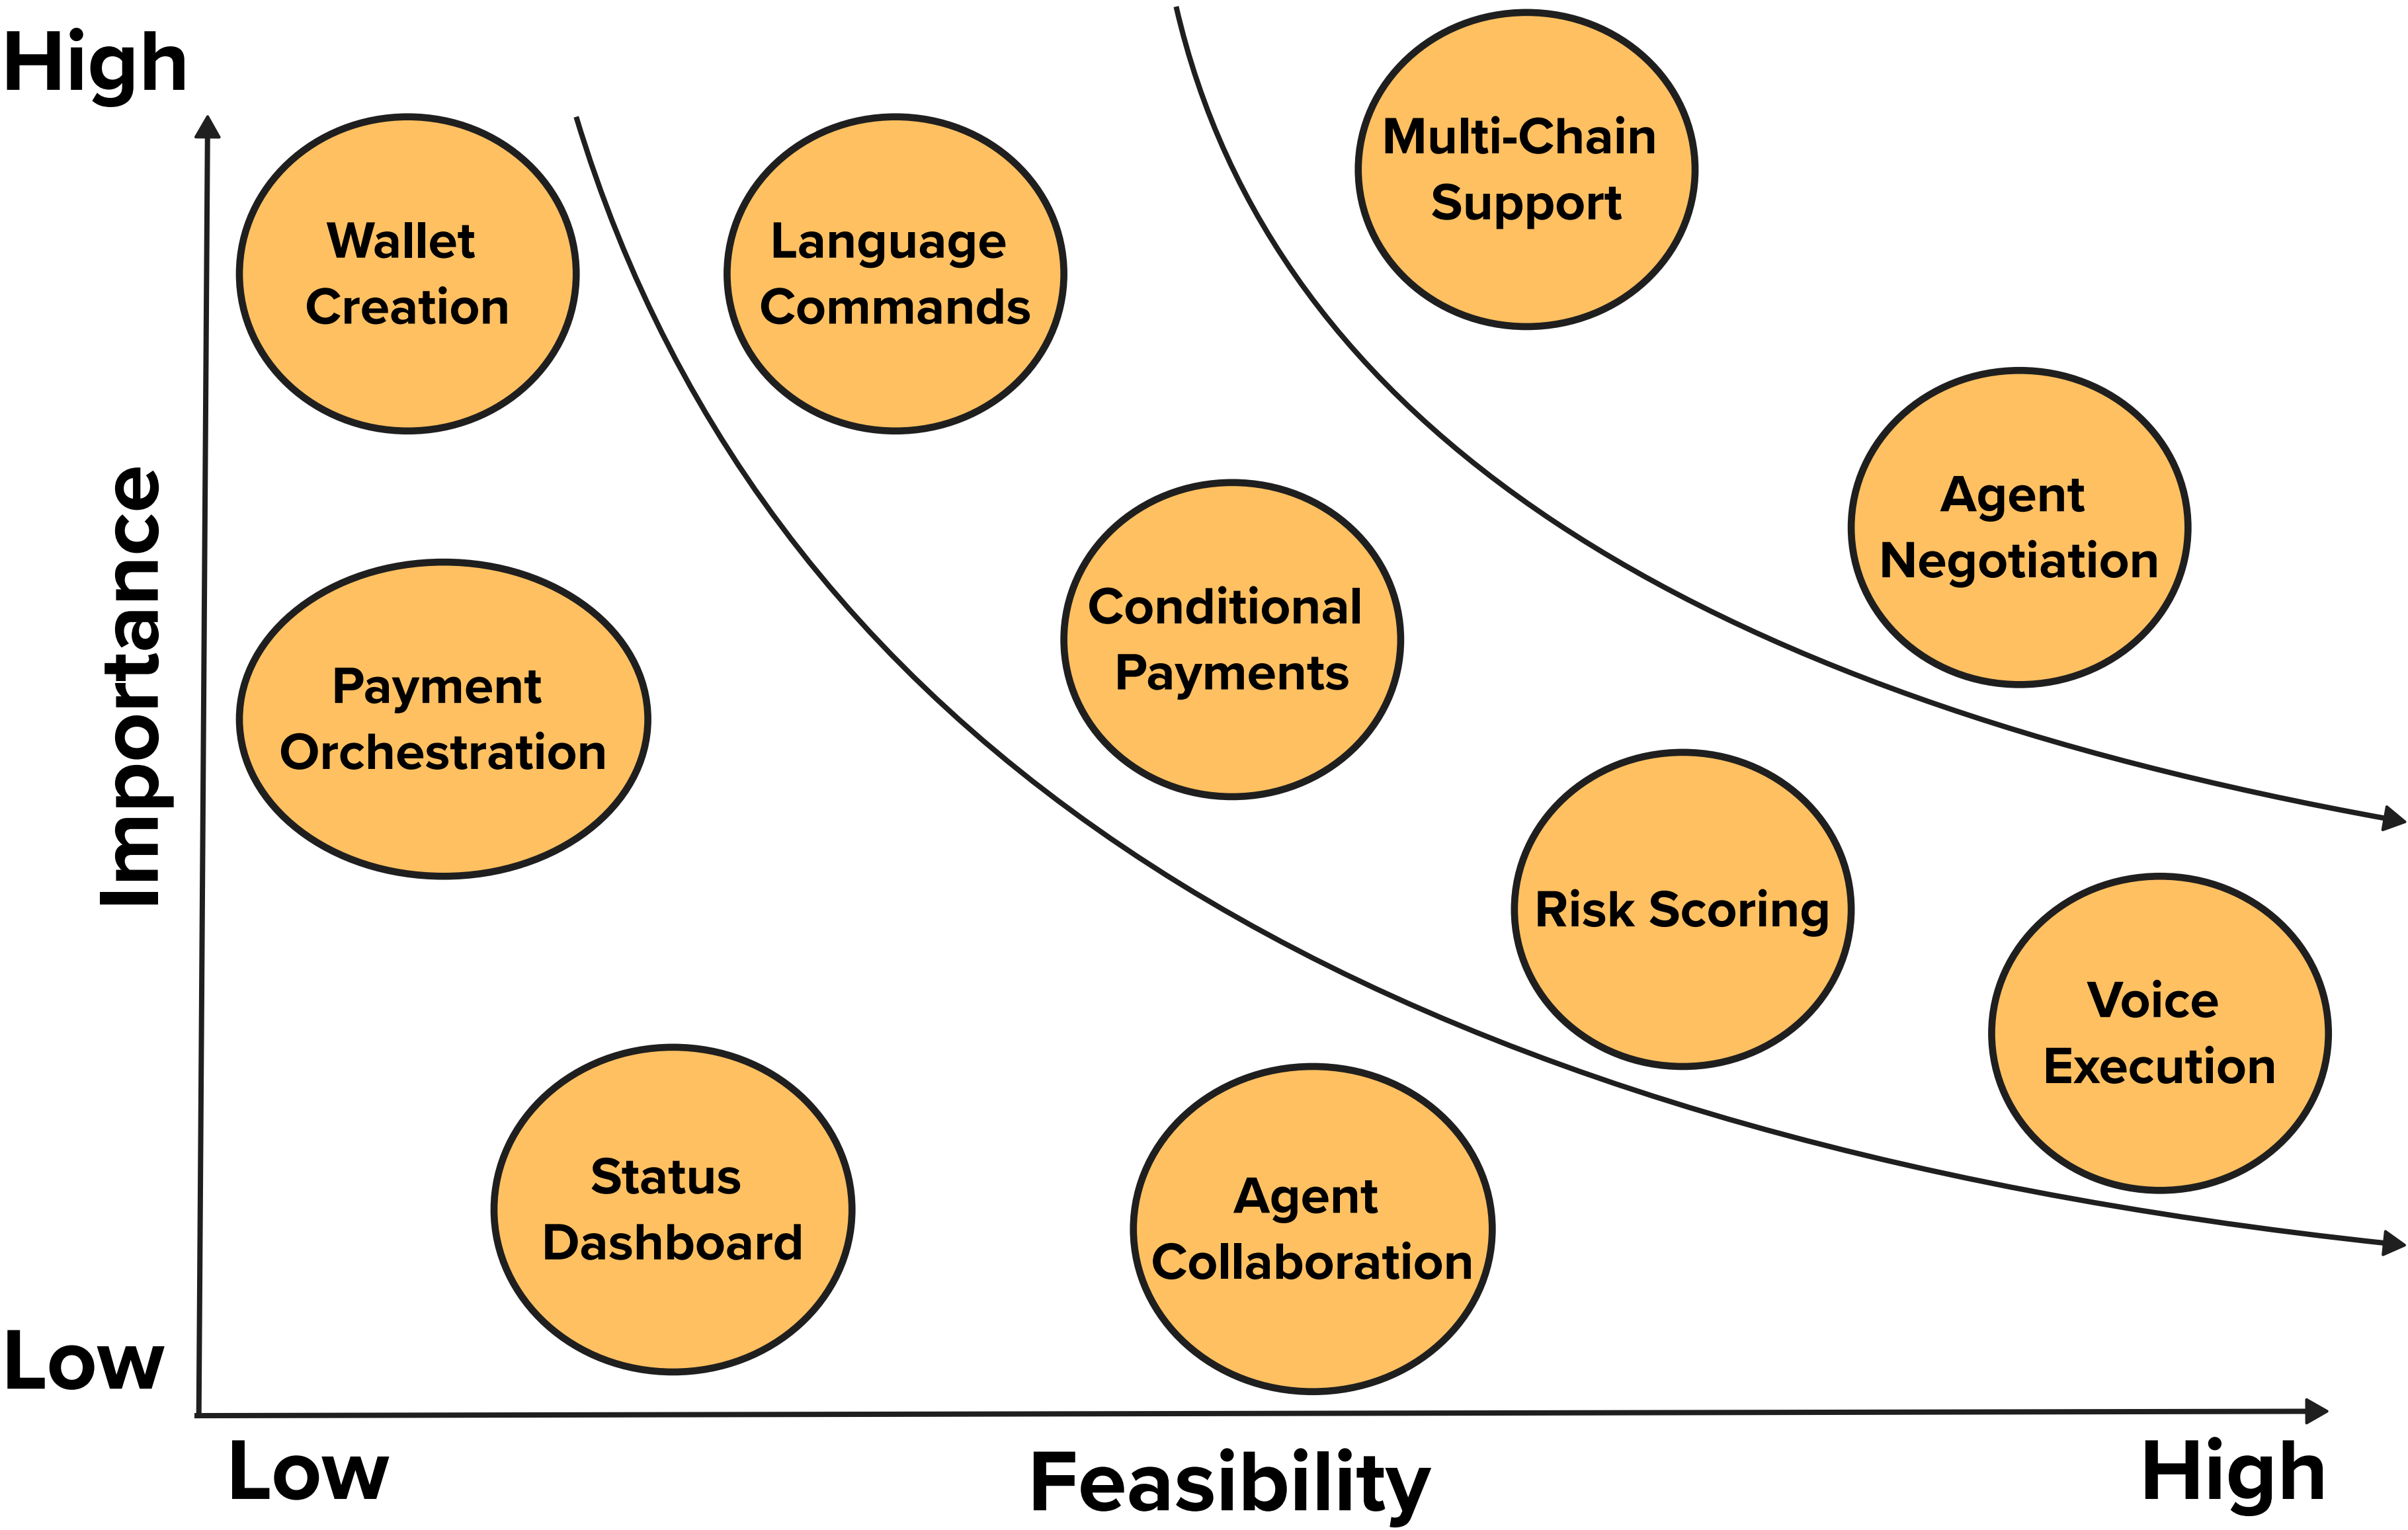 High
Multi-Chain
Support
Wallet
Creation
Language
Commands
Agent
Negotiation
Conditional
Payments
Importance
Payment
Orchestration
Risk Scoring
Voice
Execution
Status
Dashboard
Agent
Collaboration
Low
Low
Feasibility
High